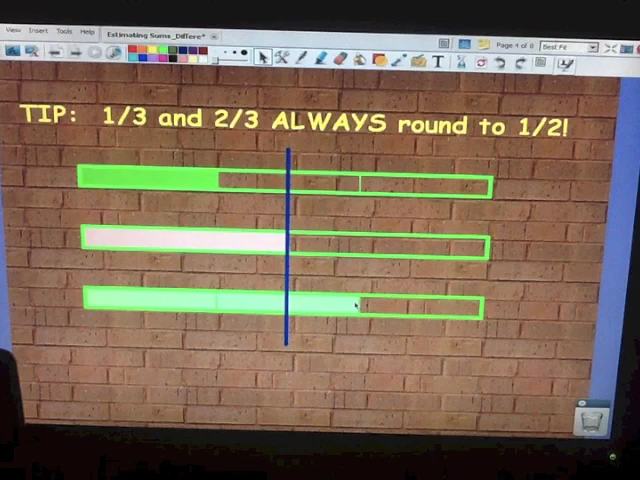 View Insert Tools Help
Estimating Sums_Differe*
Page 4 of 8
Best Fit
T
TIP: 1/3 and 2/3 ALWAYS round to 1/2!